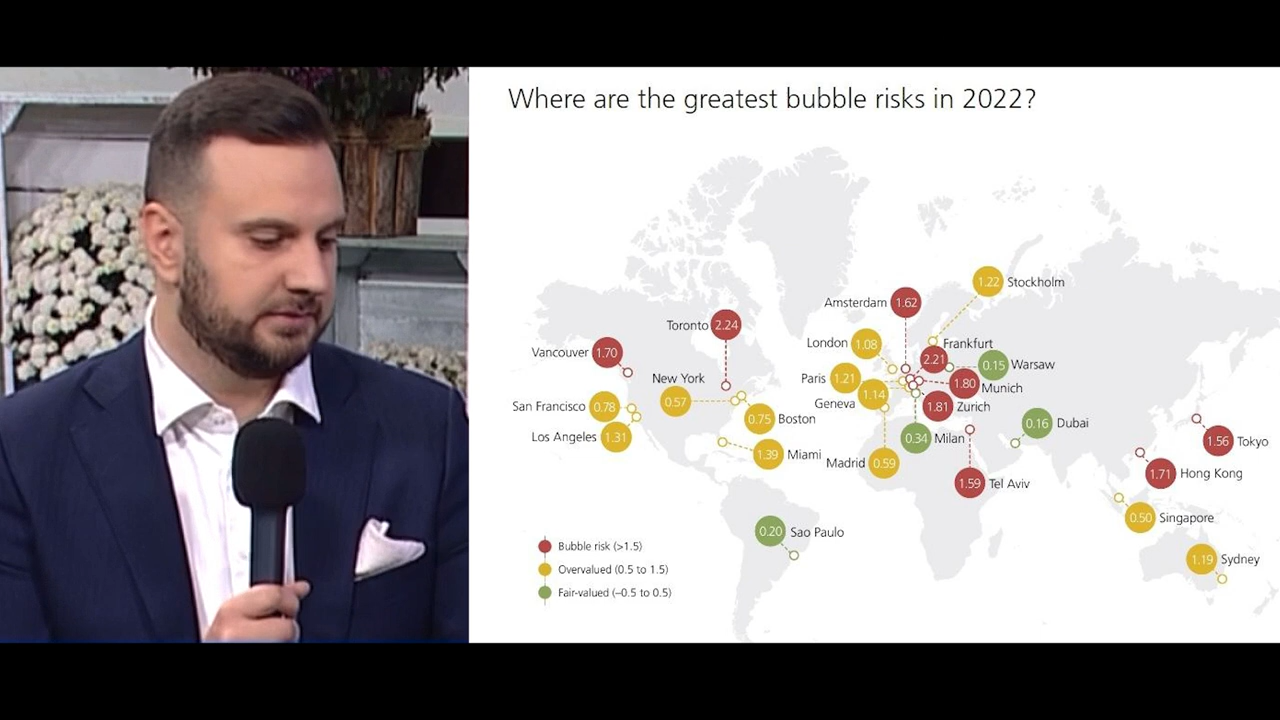 Where are the greatest bubble risks in 2022?
1.22 Stockholm
Amsterdam 1.62
Toronto 2.24
London 1.08
Frankfurt
2.21
Vancouver 1.70
0.15 Warsaw
New York
0.57
Paris 1.21
1.80 Munich
Geneva 1.14
San Francisco 0.78
1.81 Zurich
0.75 Boston
0.16 Dubai
Los Angeles 1.31
0.34 Milan
1.56 Tokyo
1.39 Miami
Madrid 0.59
1.71 Hong Kong
1.59 Tel Aviv
0.50 Singapore
0.20 Sao Paulo
1.19 Sydney
Bubble risk (>1.5)
Overvalued (0.5 to 1.5)
Fair-valued (–0.5 to 0.5)